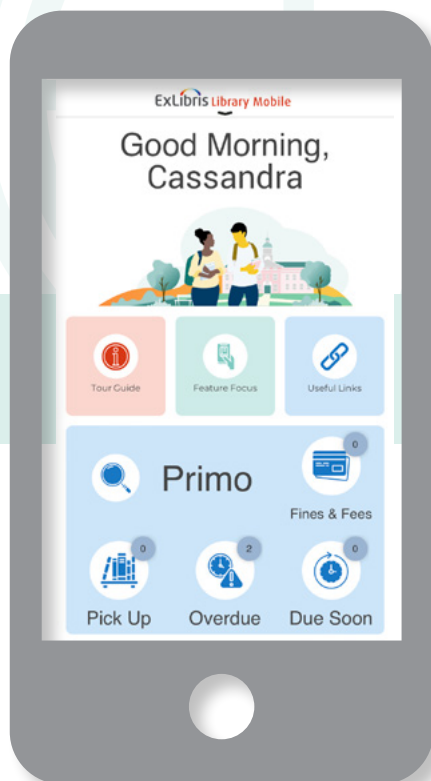 ExLibris Library Mobile
Good Morning,
Cassandra
Tour Guide
Feature Focus
Useful Links
Primo
0
Fines & Fees
0
Pick Up
2
Overdue
0
Due Soon